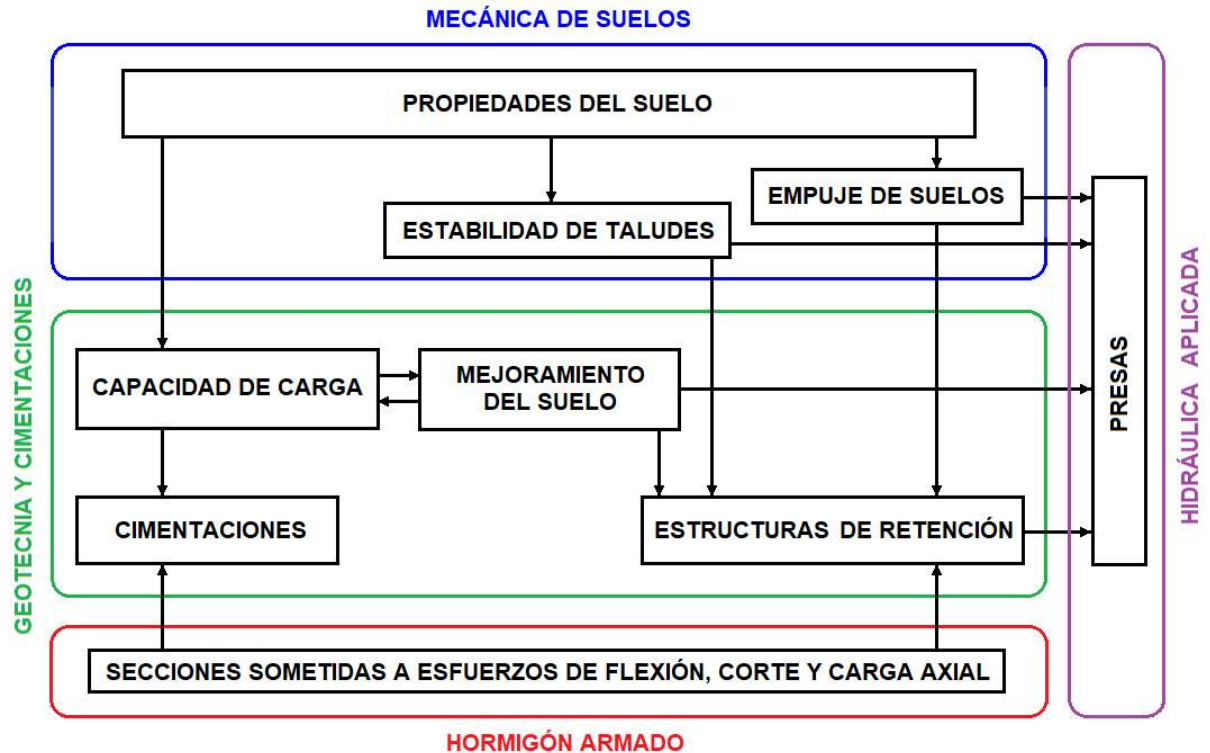 MECÁNICA DE SUELOS
PROPIEDADES DEL SUELO
EMPUJE DE SUELOS
ESTABILIDAD DE TALUDES
GEOTECNIA Y CIMENTACIONES
CAPACIDAD DE CARGA
MEJORAMIENTO
DEL SUELO
CIMENTACIONES
ESTRUCTURAS DE RETENCIÓN
PRESAS
HIDRÁULICA APLICADA
SECCIONES SOMETIDAS A ESFUERZOS DE FLEXIÓN, CORTE Y CARGA AXIAL
HORMIGÓN ARMADO